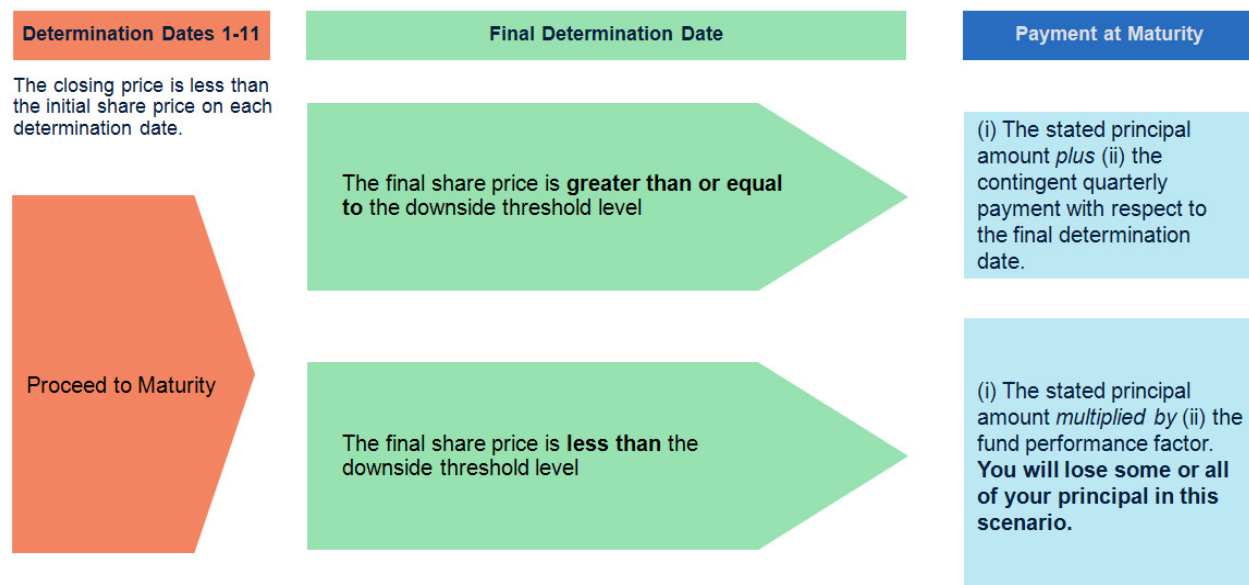 Determination Dates 1-11
Final Determination Date
Payment at Maturity
The closing price is less than
the initial share price on each
determination date.
Proceed to Maturity
The final share price is greater than or equal
to the downside threshold level
(i) The stated principal
amount plus (ii) the
contingent quarterly
payment with respect to
the final determination
date.
The final share price is less than the
downside threshold level
(i) The stated principal
amount multiplied by (ii) the
fund performance factor.
You will lose some or all
of your principal in this
scenario.